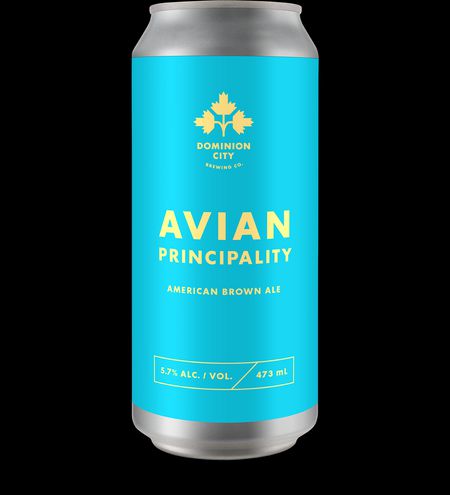 DOMINION
CITY
BREWING CO.
AVIAN
PRINCIPALITY
AMERICAN BROWN ALE
5.7% ALC. / VOL. 473 mL